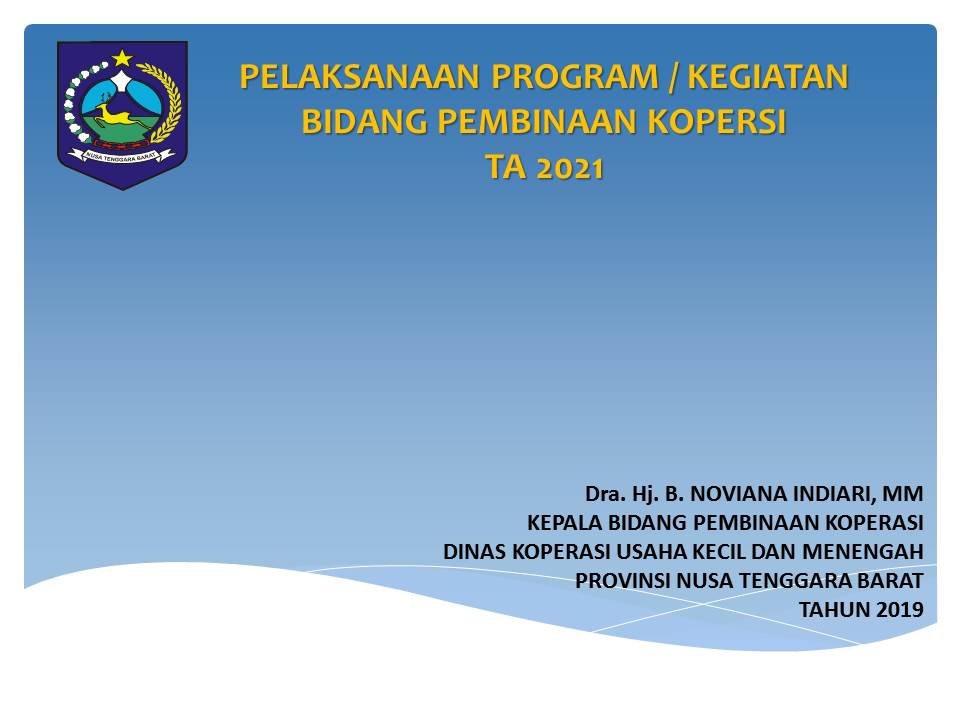 NUSA TENGGARA BARAT
PELAKSANAAN PROGRAM / KEGIATAN
BIDANG PEMBINAAN KOPERSI
TA 2021
Dra. Hj. B. NOVIANA INDIARI, MM
KEPALA BIDANG PEMBINAAN KOPERASI
DINAS KOPERASI USAHA KECIL DAN MENENGAH
PROVINSI NUSA TENGGARA BARAT
TAHUN 2019